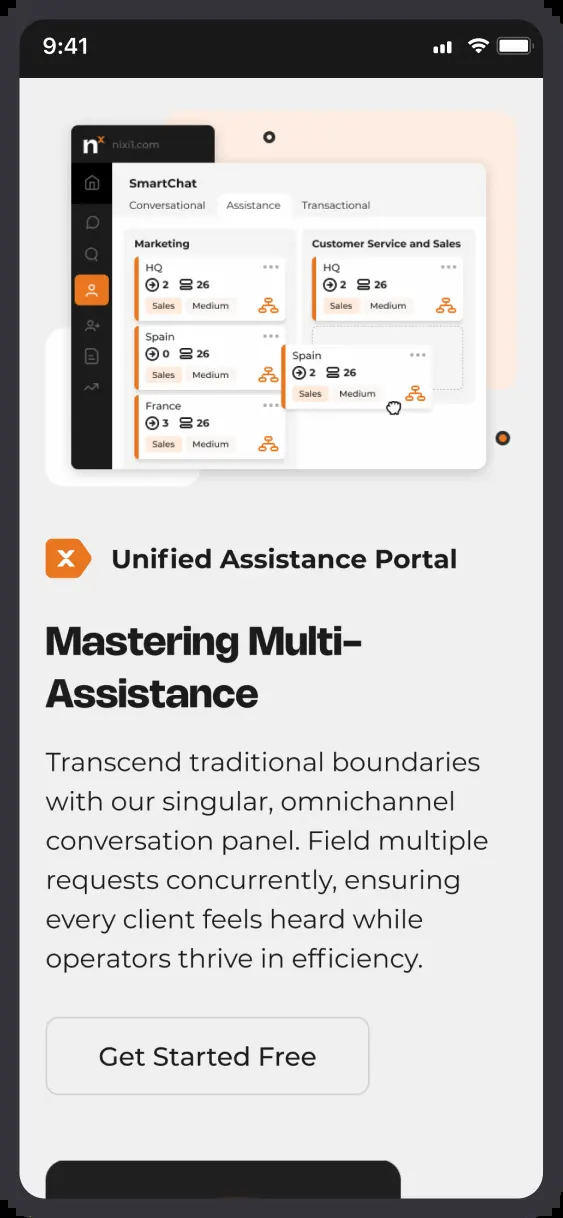 9:41
nx nixi1.com
SmartChat
Conversational Assistance Transactional
Marketing
HQ
2 26
Sales Medium
Spain
0 26
Sales Medium
France
3 26
Sales Medium
Customer Service and Sales
HQ
2 26
Sales Medium
Spain
2 26
Sales Medium
Unified Assistance Portal
Mastering Multi-
Assistance
Transcend traditional boundaries
with our singular, omnichannel
conversation panel. Field multiple
requests concurrently, ensuring
every client feels heard while
operators thrive in efficiency.
Get Started Free